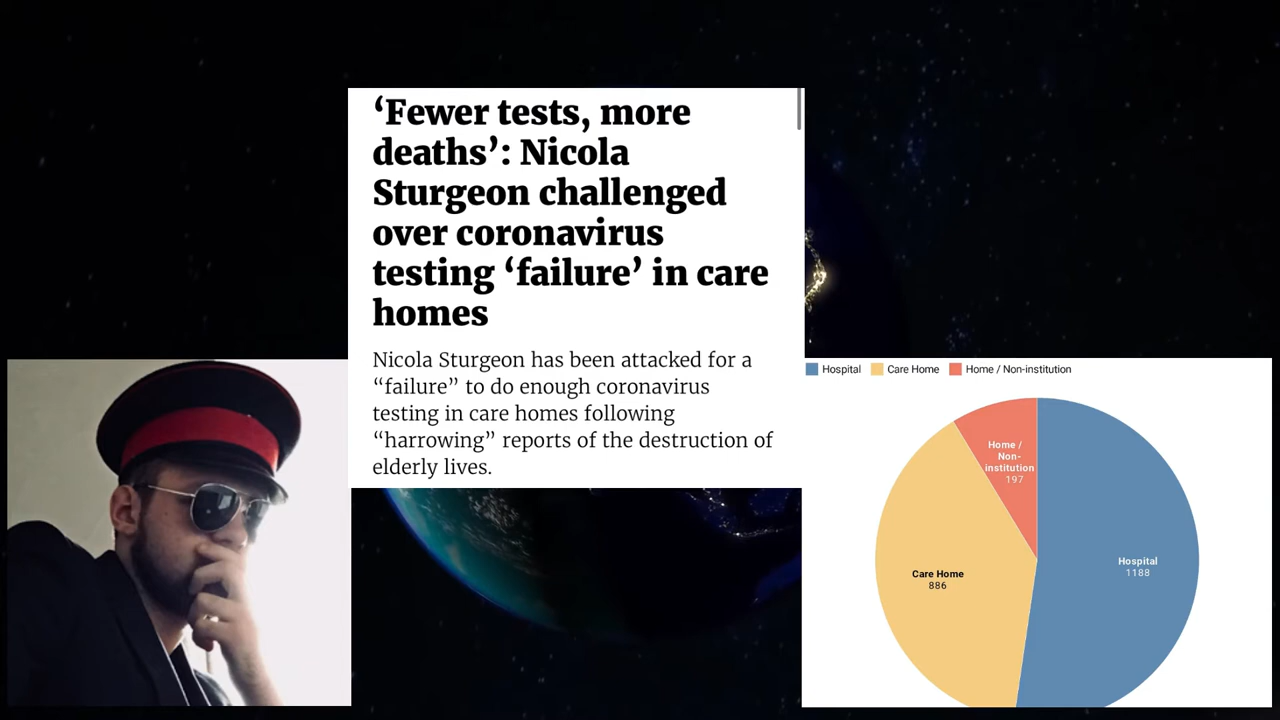 ‘Fewer tests, more
deaths’: Nicola
Sturgeon challenged
over coronavirus
testing ‘failure’ in care
homes
Nicola Sturgeon has been attacked for a
“failure” to do enough coronavirus
testing in care homes following
“harrowing” reports of the destruction of
elderly lives.
Hospital Care Home Home / Non-institution
Home /
Non-
institution
197
Care Home
886
Hospital
1188